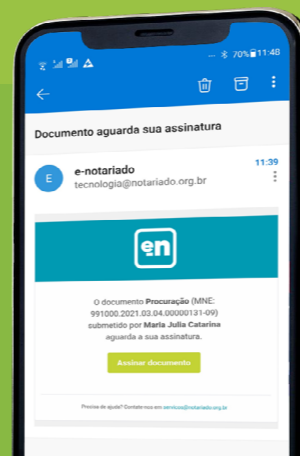 70% 11:48
Documento aguarda sua assinatura
E
e-notariado
11:39
tecnologia@notariado.org.br
en
O documento Procuração (MNE:
991000.2021.03.04.00000131-09)
submetido por Maria Julia Catarina
aguarda a sua assinatura.
Assinar documento
Precisa de ajuda? Contate-nos em servicos@notariado.org.br